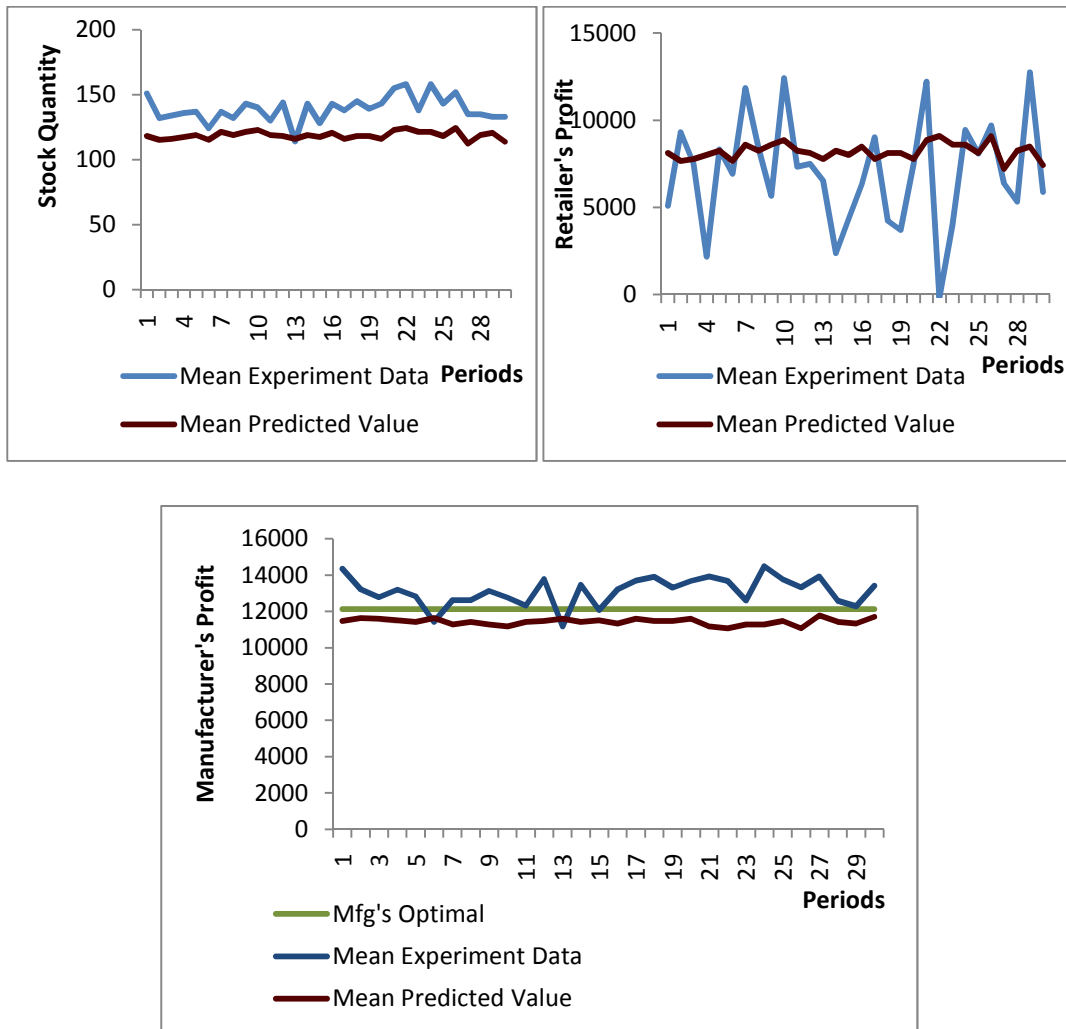 Stock Quantity
200
150
100
50
0
1 4 7 10 13 16 19 22 25 28
Periods
Mean Experiment Data
Mean Predicted Value
Retailer's Profit
15000
10000
5000
0
1 4 7 10 13 16 19 22 25 28
Periods
Mean Experiment Data
Mean Predicted Value
Manufacturer's Profit
16000
14000
12000
10000
8000
6000
4000
2000
0
1 3 5 7 9 11 13 15 17 19 21 23 25 27 29
Periods
Mfg's Optimal
Mean Experiment Data
Mean Predicted Value